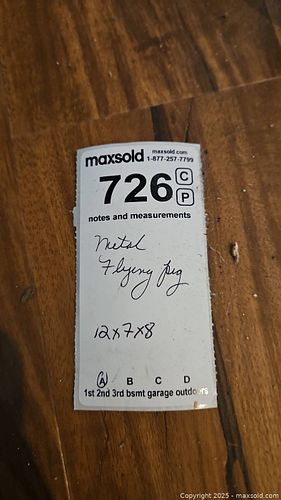 maxsold maxsold.com
1-877-257-7799
726 C
P
notes and measurements
Metal
Flying pig
12x7x8
A B C D
1st 2nd 3rd bsmt garage outdoors
Copyright © 2025 - maxsold.com